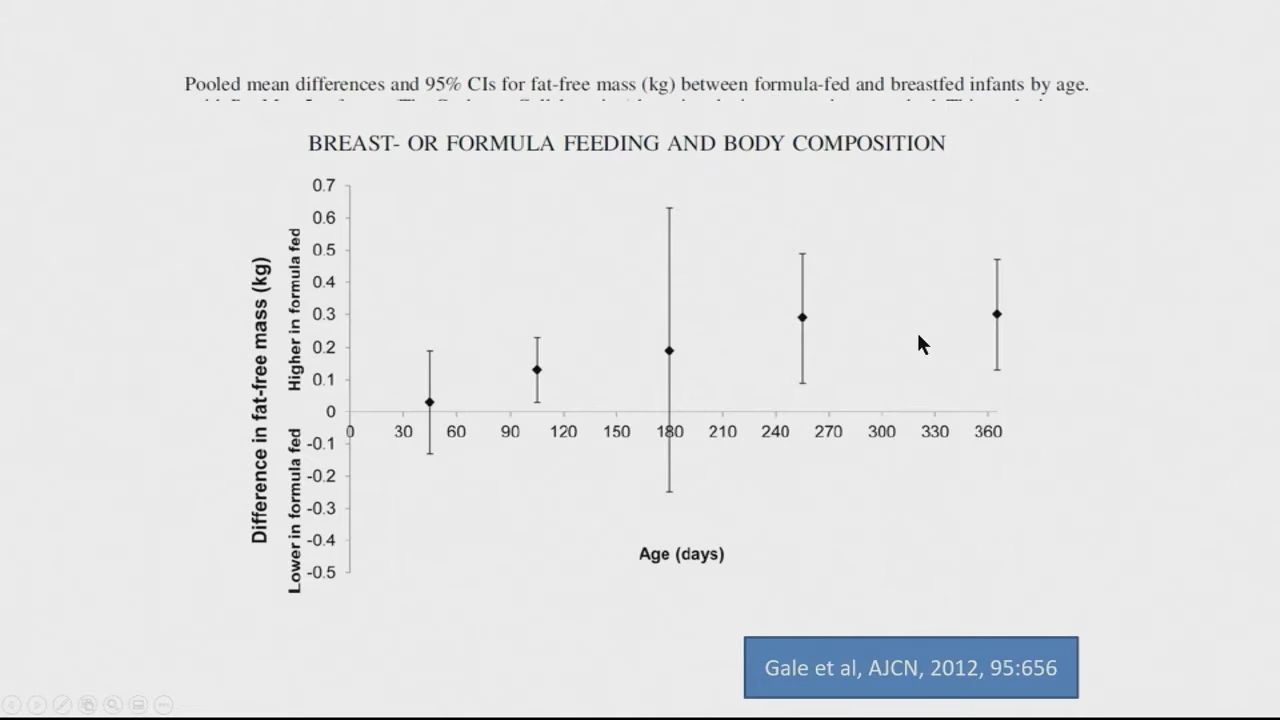 Pooled mean differences and 95% CIs for fat-free mass (kg) between formula-fed and breastfed infants by age.
BREAST- OR FORMULA FEEDING AND BODY COMPOSITION
Difference in fat-free mass (kg)
Higher in formula fed
Lower in formula fed
0.7
0.6
0.5
0.4
0.3
0.2
0.1
0
-0.1
-0.2
-0.3
-0.4
-0.5
0 30 60 90 120 150 180 210 240 270 300 330 360
Age (days)
Gale et al, AJCN, 2012, 95:656